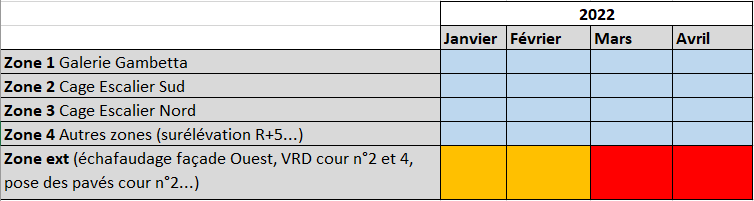 2022
Janvier Février Mars Avril
Zone 1 Galerie Gambetta
Zone 2 Cage Escalier Sud
Zone 3 Cage Escalier Nord
Zone 4 Autres zones (surélévation R+5...)
Zone ext (échafaudage façade Ouest, VRD cour n°2 et 4,
pose des pavés cour n°2...)